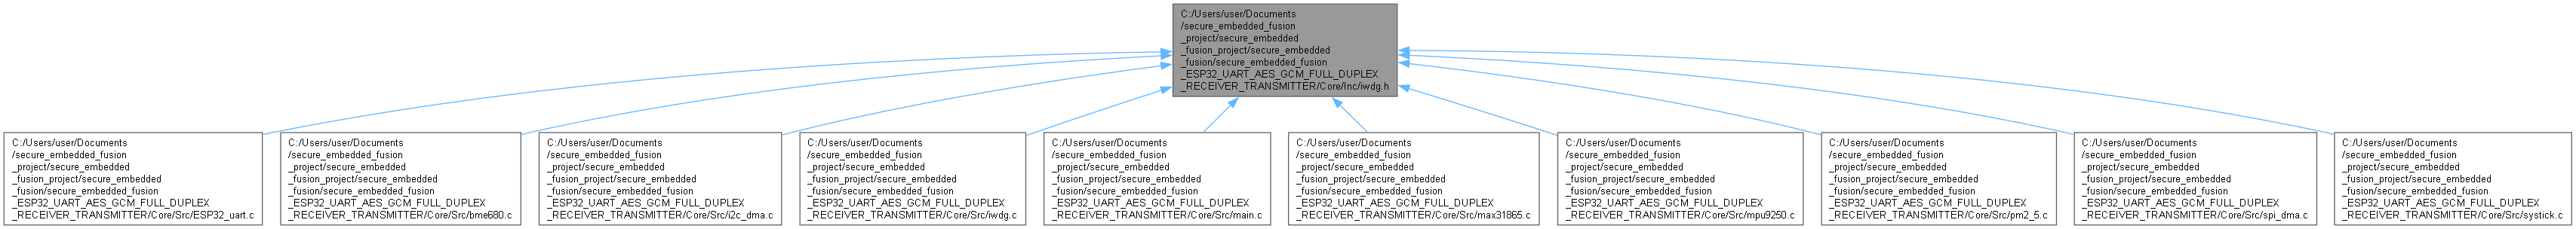 C:/Users/user/Documents
/secure_embedded_fusion
_project/secure_embedded
_fusion_project/secure_embedded
_fusion/secure_embedded_fusion
_ESP32_UART_AES_GCM_FULL_DUPLEX
_RECEIVER_TRANSMITTER/Core/Inc/iwdg.h
C:/Users/user/Documents
/secure_embedded_fusion
_project/secure_embedded
_fusion_project/secure_embedded
_fusion/secure_embedded_fusion
_ESP32_UART_AES_GCM_FULL_DUPLEX
_RECEIVER_TRANSMITTER/Core/Src/ESP32_uart.c
C:/Users/user/Documents
/secure_embedded_fusion
_project/secure_embedded
_fusion_project/secure_embedded
_fusion/secure_embedded_fusion
_ESP32_UART_AES_GCM_FULL_DUPLEX
_RECEIVER_TRANSMITTER/Core/Src/bme680.c
C:/Users/user/Documents
/secure_embedded_fusion
_project/secure_embedded
_fusion_project/secure_embedded
_fusion/secure_embedded_fusion
_ESP32_UART_AES_GCM_FULL_DUPLEX
_RECEIVER_TRANSMITTER/Core/Src/i2c_dma.c
C:/Users/user/Documents
/secure_embedded_fusion
_project/secure_embedded
_fusion_project/secure_embedded
_fusion/secure_embedded_fusion
_ESP32_UART_AES_GCM_FULL_DUPLEX
_RECEIVER_TRANSMITTER/Core/Src/iwdg.c
C:/Users/user/Documents
/secure_embedded_fusion
_project/secure_embedded
_fusion_project/secure_embedded
_fusion/secure_embedded_fusion
_ESP32_UART_AES_GCM_FULL_DUPLEX
_RECEIVER_TRANSMITTER/Core/Src/main.c
C:/Users/user/Documents
/secure_embedded_fusion
_project/secure_embedded
_fusion_project/secure_embedded
_fusion/secure_embedded_fusion
_ESP32_UART_AES_GCM_FULL_DUPLEX
_RECEIVER_TRANSMITTER/Core/Src/max31865.c
C:/Users/user/Documents
/secure_embedded_fusion
_project/secure_embedded
_fusion_project/secure_embedded
_fusion/secure_embedded_fusion
_ESP32_UART_AES_GCM_FULL_DUPLEX
_RECEIVER_TRANSMITTER/Core/Src/mpu9250.c
C:/Users/user/Documents
/secure_embedded_fusion
_project/secure_embedded
_fusion_project/secure_embedded
_fusion/secure_embedded_fusion
_ESP32_UART_AES_GCM_FULL_DUPLEX
_RECEIVER_TRANSMITTER/Core/Src/pm2_5.c
C:/Users/user/Documents
/secure_embedded_fusion
_project/secure_embedded
_fusion_project/secure_embedded
_fusion/secure_embedded_fusion
_ESP32_UART_AES_GCM_FULL_DUPLEX
_RECEIVER_TRANSMITTER/Core/Src/spi_dma.c
C:/Users/user/Documents
/secure_embedded_fusion
_project/secure_embedded
_fusion_project/secure_embedded
_fusion/secure_embedded_fusion
_ESP32_UART_AES_GCM_FULL_DUPLEX
_RECEIVER_TRANSMITTER/Core/Src/systick.c